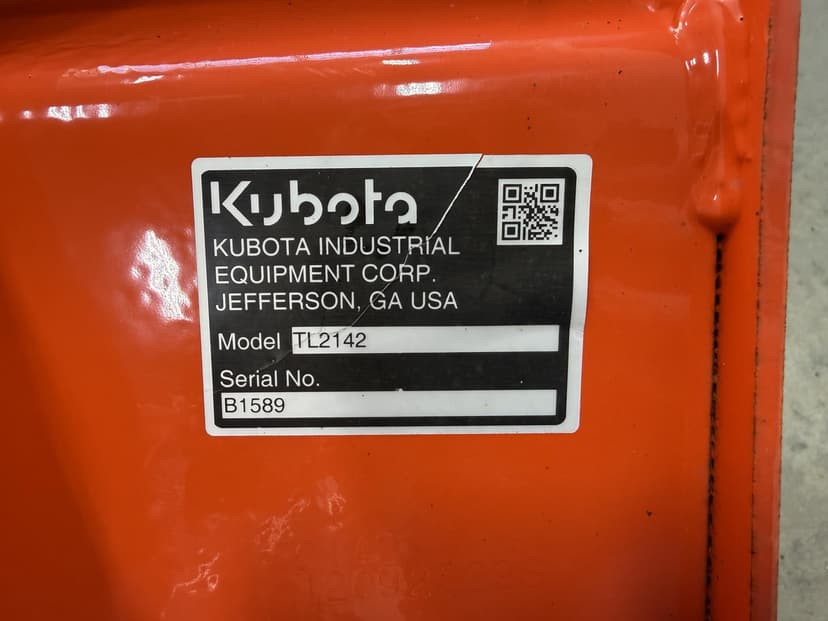 Kubota
KUBOTA INDUSTRIAL
EQUIPMENT CORP.
JEFFERSON, GA USA
Model TL2142
Serial No.
B1589